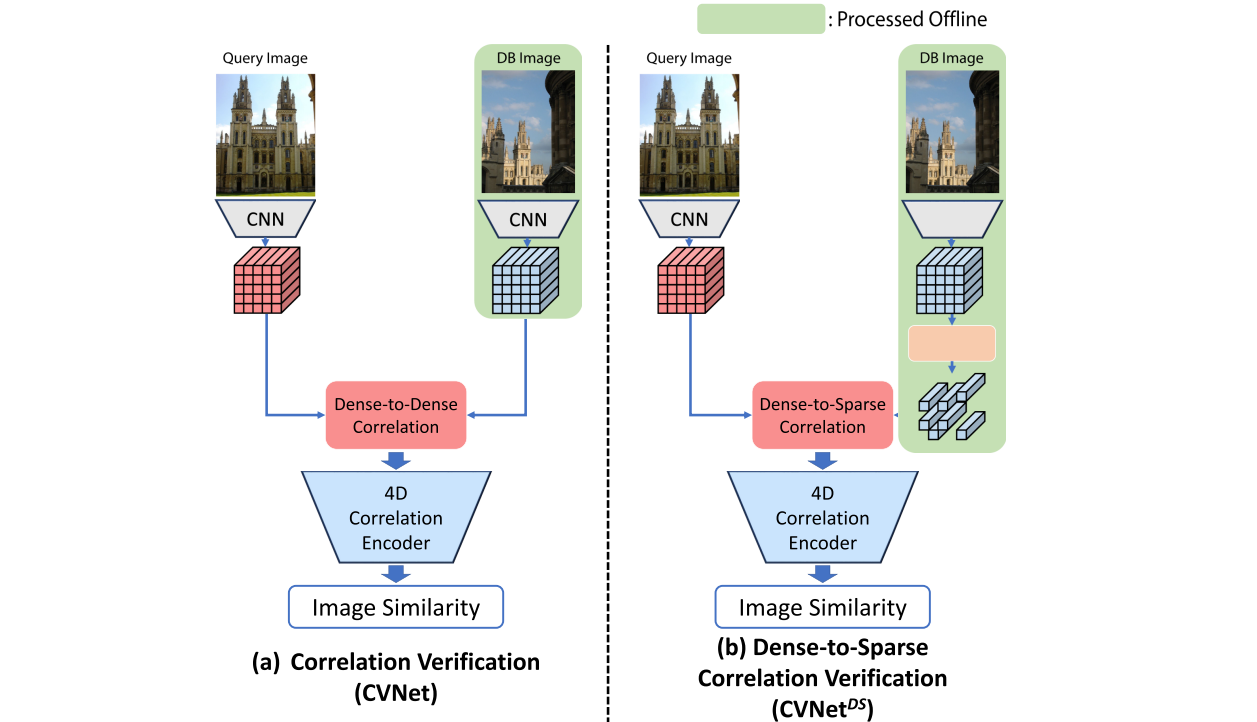 : Processed Offline
Query Image
DB Image
CNN
CNN
Dense-to-Dense
Correlation
4D
Correlation
Encoder
Image Similarity
(a) Correlation Verification
(CVNet)
Query Image
DB Image
CNN
Dense-to-Sparse
Correlation
4D
Correlation
Encoder
Image Similarity
(b) Dense-to-Sparse
Correlation Verification
(CVNetDS)